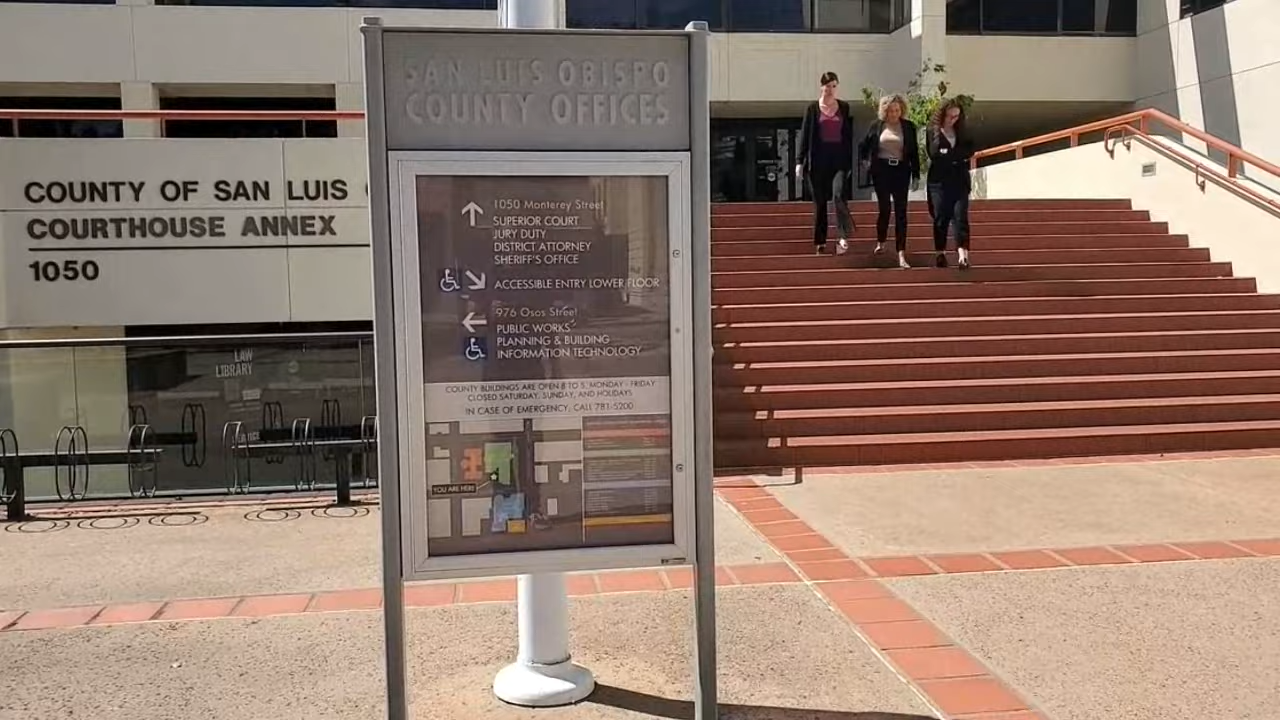 SAN LUIS OBISPO
COUNTY OFFICES
COUNTY OF SAN LUIS
COURTHOUSE ANNEX
1050
1050 Monterey Street
SUPERIOR COURT
JURY DUTY
DISTRICT ATTORNEY
SHERIFF'S OFFICE
ACCESSIBLE ENTRY LOWER FLOOR
976 Osos Street
PUBLIC WORKS
PLANNING & BUILDING
INFORMATION TECHNOLOGY
COUNTY BUILDINGS ARE OPEN 8 TO 5, MONDAY - FRIDAY
CLOSED SATURDAY, SUNDAY, AND HOLIDAYS
IN CASE OF EMERGENCY, CALL 781-5200
YOU ARE HERE
LAW
LIBRARY